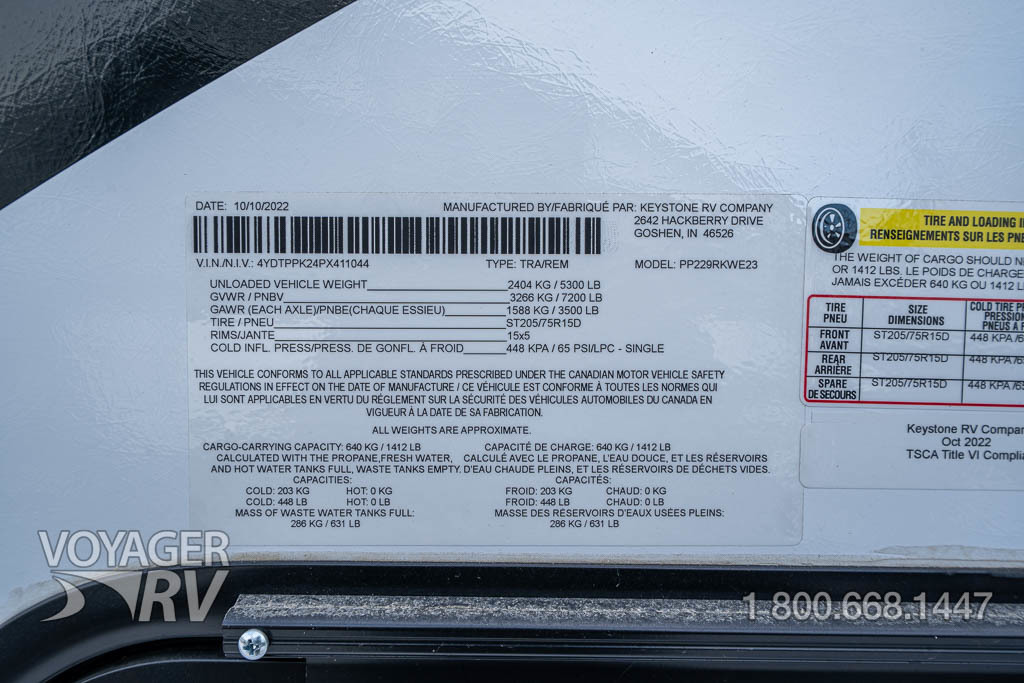 DATE: 10/10/2022 MANUFACTURED BY/FABRIQUÉ PAR: KEYSTONE RV COMPANY
2642 HACKBERRY DRIVE
GOSHEN, IN 46526
V.I.N./N.I.V.: 4YDTPPK24PX411044 TYPE: TRA/REM MODEL: PP229RKWE23
UNLOADED VEHICLE WEIGHT 2404 KG / 5300 LB
GVWR / PNBV 3266 KG / 7200 LB
GAWR (EACH AXLE)/PNBE(CHAQUE ESSIEU) 1588 KG / 3500 LB
TIRE / PNEU ST205/75R15D
RIMS/JANTE 15x5
COLD INFL. PRESS/PRESS. DE GONFL. À FROID 448 KPA / 65 PSI/LPC - SINGLE
THIS VEHICLE CONFORMS TO ALL APPLICABLE STANDARDS PRESCRIBED UNDER THE CANADIAN MOTOR VEHICLE SAFETY
REGULATIONS IN EFFECT ON THE DATE OF MANUFACTURE / CE VÉHICULE EST CONFORME À TOUTES LES NORMES QUI
LUI SONT APPLICABLES EN VERTU DU RÈGLEMENT SUR LA SÉCURITÉ DES VÉHICULES AUTOMOBILES DU CANADA EN
VIGUEUR À LA DATE DE SA FABRICATION.
ALL WEIGHTS ARE APPROXIMATE.
CARGO-CARRYING CAPACITY: 640 KG / 1412 LB CAPACITÉ DE CHARGE: 640 KG / 1412 LB
CALCULATED WITH THE PROPANE,FRESH WATER, CALCULÉ AVEC LE PROPANE, L'EAU DOUCE, ET LES RÉSERVOIRS
AND HOT WATER TANKS FULL, WASTE TANKS EMPTY. D'EAU CHAUDE PLEINS, ET LES RÉSERVOIRS DE DÉCHETS VIDES.
CAPACITIES: CAPACITÉS:
COLD: 203 KG HOT: 0 KG FROID: 203 KG CHAUD: 0 KG
COLD: 448 LB HOT: 0 LB FROID: 448 LB CHAUD: 0 LB
MASS OF WASTE WATER TANKS FULL: MASSE DES RÉSERVOIRS D'EAUX USÉES PLEINS:
286 KG / 631 LB 286 KG / 631 LB
TIRE AND LOADING
RENSEIGNEMENTS SUR LES
THE WEIGHT OF CARGO SHOULD
OR 1412 LBS. LE POIDS DE
JAMAIS EXCÉDER 640 KG OU 1412
TIRE SIZE COLD TIRE
PNEU DIMENSIONS PRESSION
PNEUS À
FRONT ST205/75R15D 448 KPA
AVANT
REAR ST205/75R15D 448 KPA
ARRIÈRE
SPARE ST205/75R15D 448 KPA
DE SECOURS
Keystone RV
Oct 2022
TSCA Title VI
VOYAGER
RV
1.800.668.1447